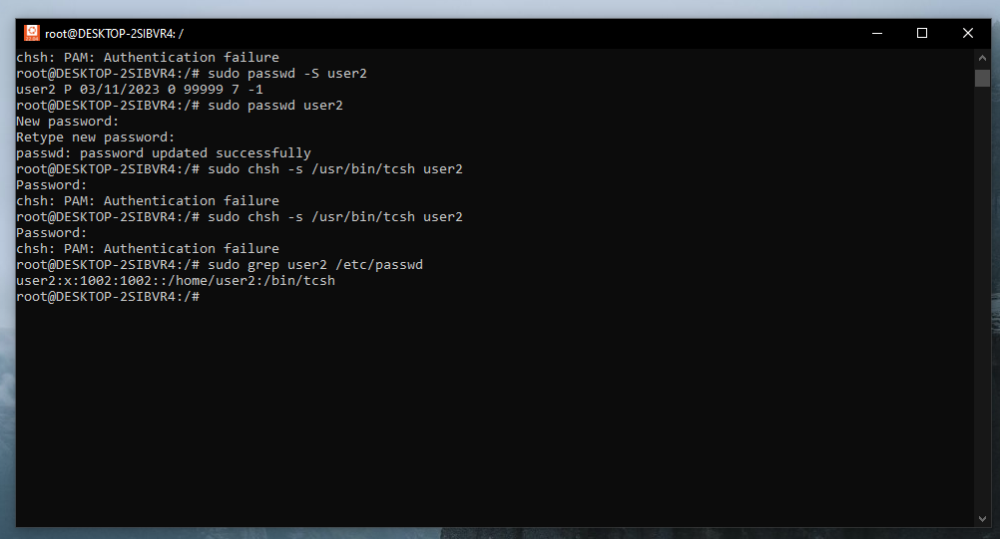 root@DESKTOP-2SIBVR4: /
chsh: PAM: Authentication failure
root@DESKTOP-2SIBVR4:/# sudo passwd -S user2
user2 P 03/11/2023 0 99999 7 -1
root@DESKTOP-2SIBVR4:/# sudo passwd user2
New password:
Retype new password:
passwd: password updated successfully
root@DESKTOP-2SIBVR4:/# sudo chsh -s /usr/bin/tcsh user2
Password:
chsh: PAM: Authentication failure
root@DESKTOP-2SIBVR4:/# sudo chsh -s /usr/bin/tcsh user2
Password:
chsh: PAM: Authentication failure
root@DESKTOP-2SIBVR4:/# sudo grep user2 /etc/passwd
user2:x:1002:1002::/home/user2:/bin/tcsh
root@DESKTOP-2SIBVR4:/#